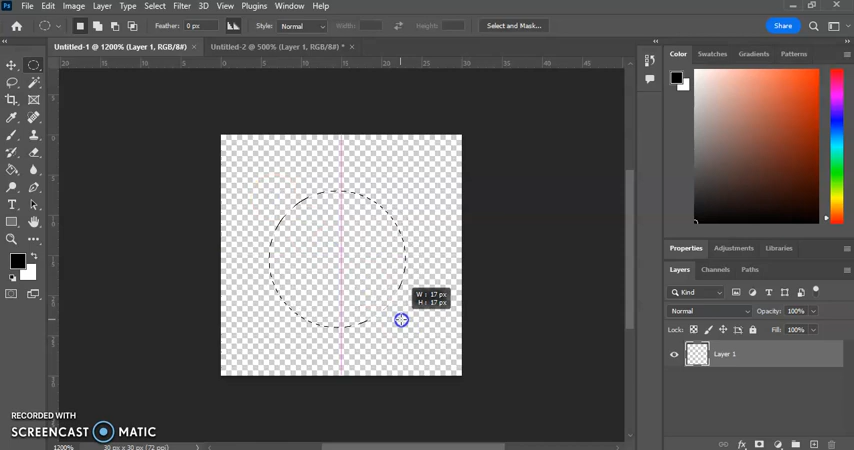 File Edit Image Layer Type Select Filter 3D View Plugins Window Help
Feather: 0 px
Style: Normal
Width:
Height:
Select and Mask...
Share
Untitled-1 @ 1200% (Layer 1, RGB/8#) ×
Untitled-2 @ 500% (Layer 1, RGB/8#) * ×
Color Swatches Gradients Patterns
W : 17 px
H : 17 px
Properties Adjustments Libraries
Layers Channels Paths
Kind
Normal
Opacity: 100%
Lock:
Fill: 100%
Layer 1
RECORDED WITH
SCREENCAST MATIC
1200%
30 px x 30 px (72 ppi)